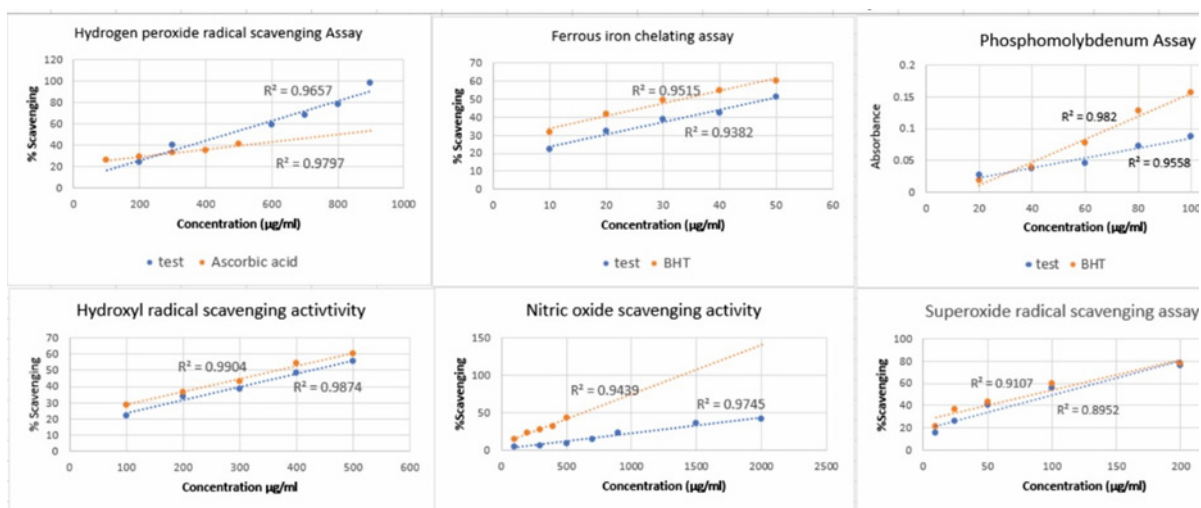 Hydrogen peroxide radical scavenging Assay
% Scavenging
120
100
80
60
40
20
0
R² = 0.9657
R² = 0.9797
0 200 400 600 800 1000
Concentration (µg/ml)
test Ascorbic acid
Ferrous iron chelating assay
% Scavenging
70
60
50
40
30
20
10
0
R² = 0.9515
R² = 0.9382
0 10 20 30 40 50 60
Concentration (µg/ml)
test BHT
Phosphomolybdenum Assay
Absorbance
0.2
0.15
0.1
0.05
0
R² = 0.982
R² = 0.9558
0 20 40 60 80 100
Concentration (µg/ml)
test BHT
Hydroxyl radical scavenging activtivity
% Scavenging
70
60
50
40
30
20
10
0
R² = 0.9904
R² = 0.9874
0 100 200 300 400 500 600
Concentration µg/ml
Nitric oxide scavenging activity
%Scavenging
150
100
50
0
R² = 0.9439
R² = 0.9745
0 500 1000 1500 2000 2500
Concentration (µg/ml)
Superoxide radical scavenging assay
%Scavenging
100
80
60
40
20
0
R² = 0.9107
R² = 0.8952
0 50 100 150 200
Concentration (µg/ml)